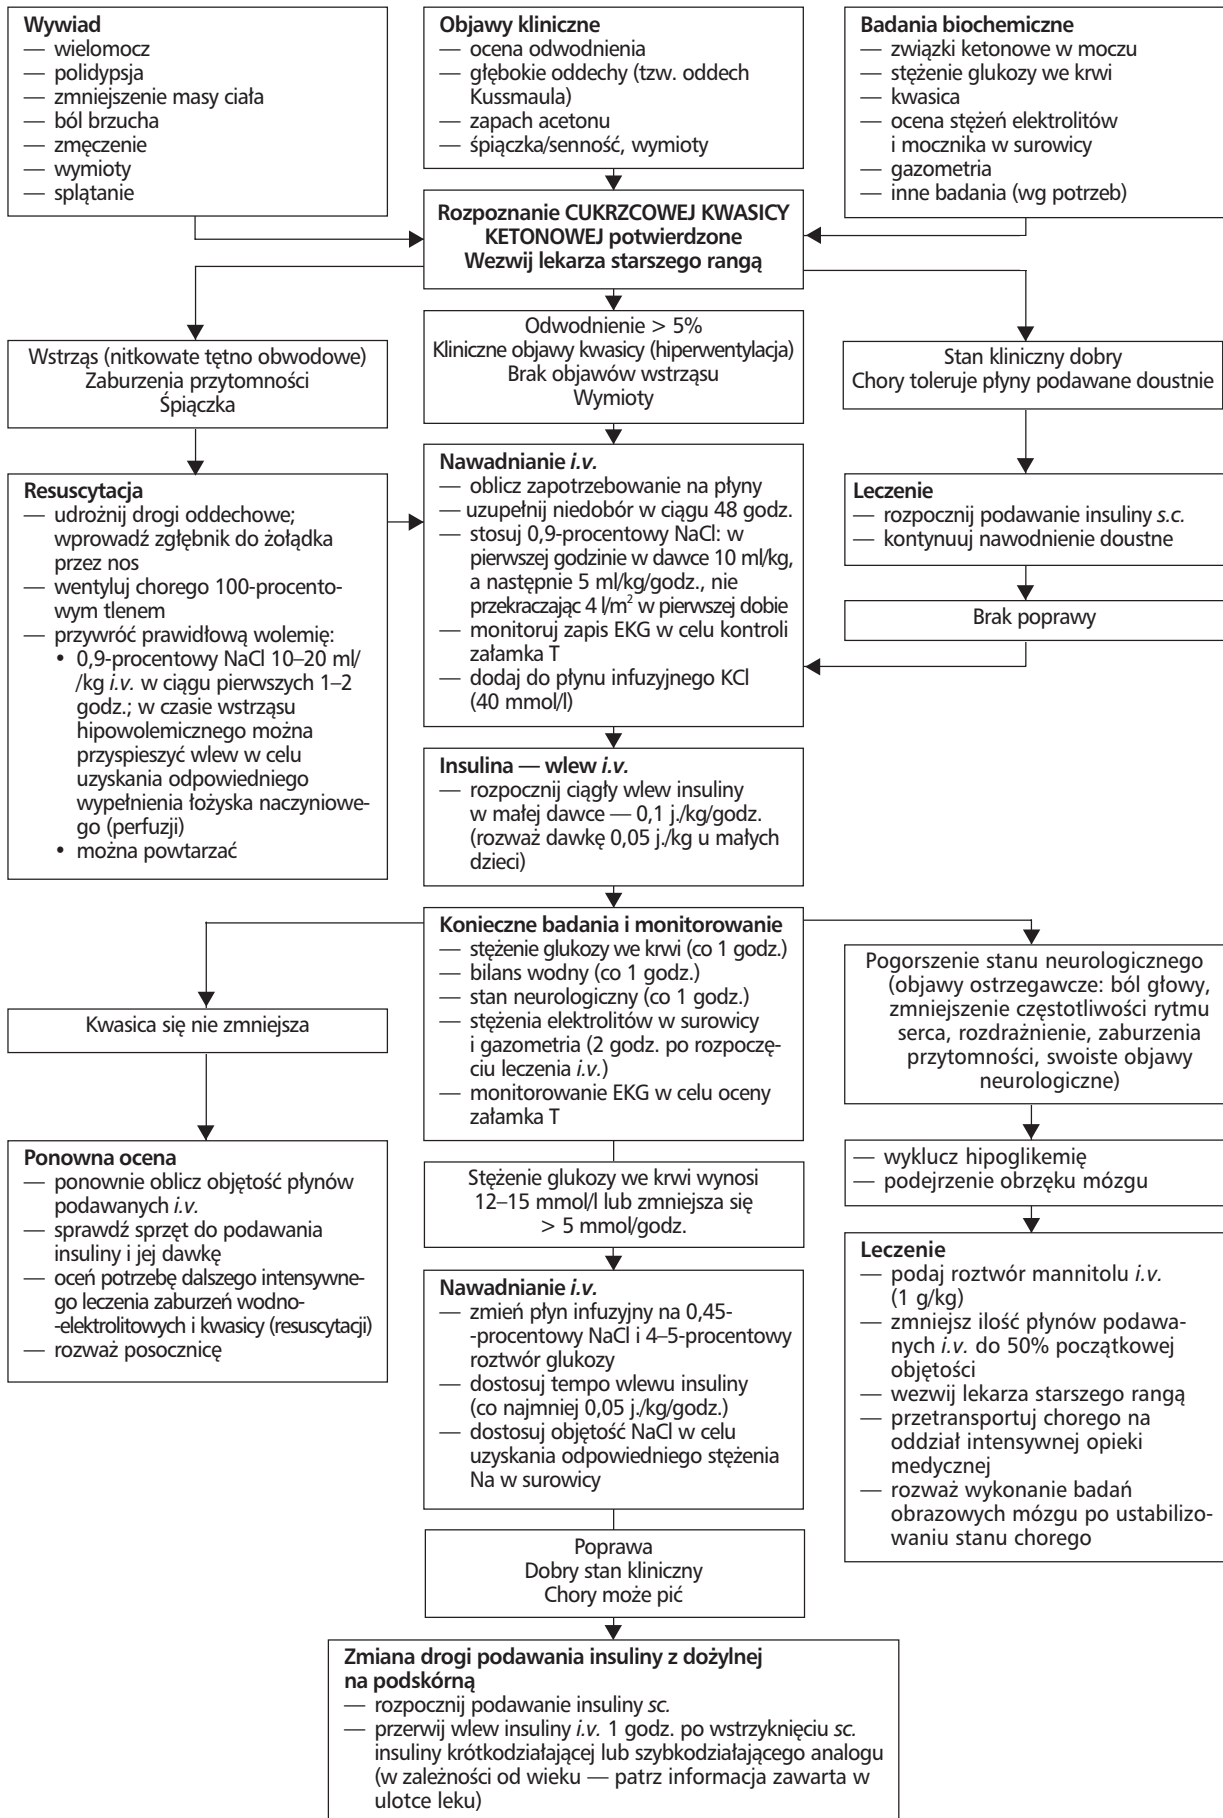 Wywiad
— wielomocz
— polidypsja
— zmniejszenie masy ciała
— ból brzucha
— zmęczenie
— wymioty
— splątanie
Objawy kliniczne
— ocena odwodnienia
— głębokie oddechy (tzw. oddech
Kussmaula)
— zapach acetonu
— śpiączka/senność, wymioty
Badania biochemiczne
— związki ketonowe w moczu
— stężenie glukozy we krwi
— kwasica
— ocena stężeń elektrolitów
i mocznika w surowicy
— gazometria
— inne badania (wg potrzeb)
Rozpoznanie CUKRZCOWEJ KWASICY
KETONOWEJ potwierdzone
Wezwij lekarza starszego rangą
Wstrząs (nitkowate tętno obwodowe)
Zaburzenia przytomności
Śpiączka
Odwodnienie > 5%
Kliniczne objawy kwasicy (hiperwentylacja)
Brak objawów wstrząsu
Wymioty
Stan kliniczny dobry
Chory toleruje płyny podawane doustnie
Resuscytacja
— udrożnij drogi oddechowe;
wprowadź zgłębnik do żołądka
przez nos
— wentyluj chorego 100-procento-
wym tlenem
— przywróć prawidłową wolemię:
• 0,9-procentowy NaCl 10–20 ml/
/kg i.v. w ciągu pierwszych 1–2
godz.; w czasie wstrząsu
hipowolemicznego można
przyspieszyć wlew w celu
uzyskania odpowiedniego
wypełnienia łożyska naczyniowe-
go (perfuzji)
• można powtarzać
Nawadnianie i.v.
— oblicz zapotrzebowanie na płyny
— uzupełnij niedobór w ciągu 48 godz.
— stosuj 0,9-procentowy NaCl: w
pierwszej godzinie w dawce 10 ml/kg,
a następnie 5 ml/kg/godz., nie
przekraczając 4 l/m² w pierwszej dobie
— monitoruj zapis EKG w celu kontroli
załamka T
— dodaj do płynu infuzyjnego KCl
(40 mmol/l)
Leczenie
— rozpocznij podawanie insuliny s.c.
— kontynuuj nawodnienie doustne
Brak poprawy
Insulina — wlew i.v.
— rozpocznij ciągły wlew insuliny
w małej dawce — 0,1 j./kg/godz.
(rozważ dawkę 0,05 j./kg u małych
dzieci)
Konieczne badania i monitorowanie
— stężenie glukozy we krwi (co 1 godz.)
— bilans wodny (co 1 godz.)
— stan neurologiczny (co 1 godz.)
— stężenia elektrolitów w surowicy
i gazometria (2 godz. po rozpoczę-
ciu leczenia i.v.)
— monitorowanie EKG w celu oceny
załamka T
Kwasica się nie zmniejsza
Pogorszenie stanu neurologicznego
(objawy ostrzegawcze: ból głowy,
zmniejszenie częstotliwości rytmu
serca, rozdrażnienie, zaburzenia
przytomności, swoiste objawy
neurologiczne)
Ponowna ocena
— ponownie oblicz objętość płynów
podawanych i.v.
— sprawdź sprzęt do podawania
insuliny i jej dawkę
— oceń potrzebę dalszego intensywne-
go leczenia zaburzeń wodno-
-elektrolitowych i kwasicy (resuscytacji)
— rozważ posocznicę
Stężenie glukozy we krwi wynosi
12–15 mmol/l lub zmniejsza się
> 5 mmol/godz.
— wyklucz hipoglikemię
— podejrzenie obrzęku mózgu
Nawadnianie i.v.
— zmień płyn infuzyjny na 0,45-
-procentowy NaCl i 4–5-procentowy
roztwór glukozy
— dostosuj tempo wlewu insuliny
(co najmniej 0,05 j./kg/godz.)
— dostosuj objętość NaCl w celu
uzyskania odpowiedniego stężenia
Na w surowicy
Leczenie
— podaj roztwór mannitolu i.v.
(1 g/kg)
— zmniejsz ilość płynów podawa-
nych i.v. do 50% początkowej
objętości
— wezwij lekarza starszego rangą
— przetransportuj chorego na
oddział intensywnej opieki
medycznej
— rozważ wykonanie badań
obrazowych mózgu po ustabilizo-
waniu stanu chorego
Poprawa
Dobry stan kliniczny
Chory może pić
Zmiana drogi podawania insuliny z dożylnej
na podskórną
— rozpocznij podawanie insuliny sc.
— przerwij wlew insuliny i.v. 1 godz. po wstrzyknięciu sc.
insuliny krótkodziałającej lub szybkodziałającego analogu
(w zależności od wieku — patrz informacja zawarta w
ulotce leku)